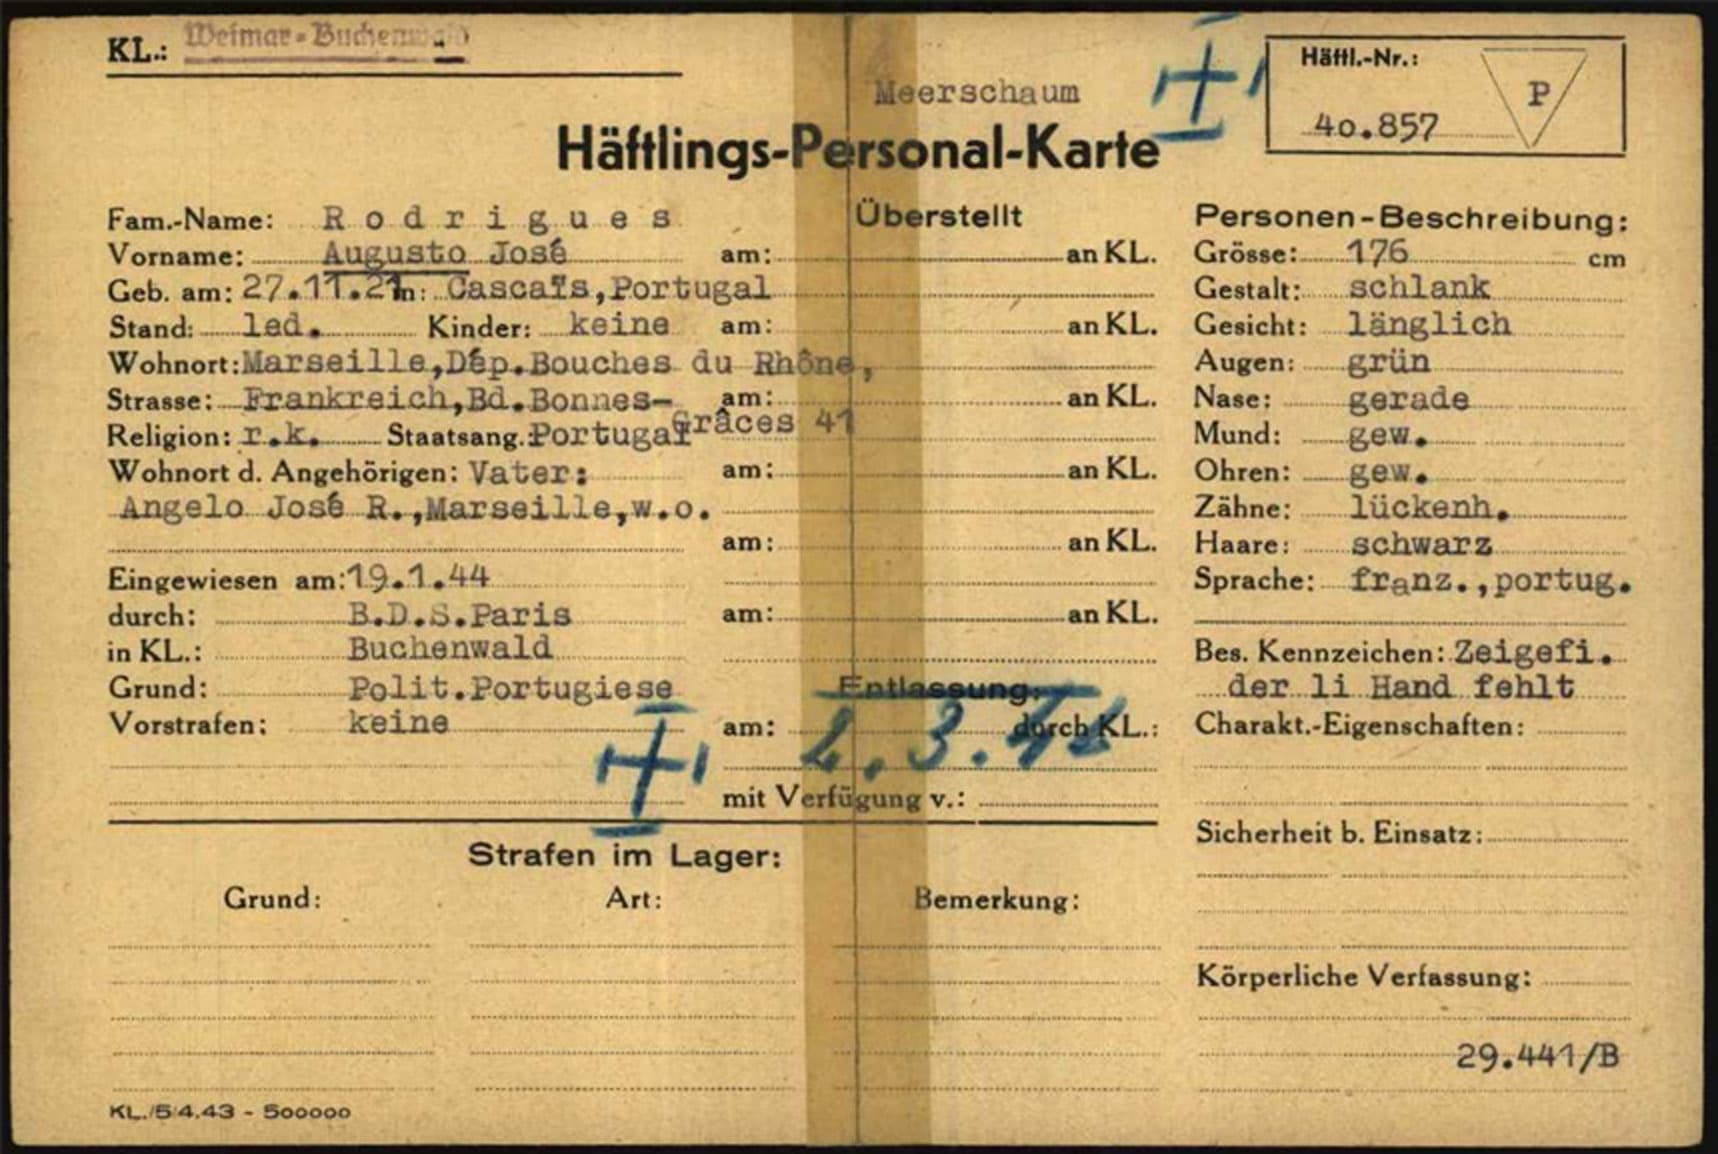 KL.: Weimar-Buchenwald
Meerschaum
Häftl.-Nr.:
40.857
P
Häftlings-Personal-Karte
Fam.-Name: Rodrigues
Vorname: Augusto José
Geb. am: 27.11.21 in: Cascaïs, Portugal
Stand: led. Kinder: keine
Wohnort: Marseille, Dép. Bouches du Rhône,
Strasse: Frankreich, Bd. Bonnes-
Grâces 41
Religion: r.k. Staatsang.: Portugal
Wohnort d. Angehörigen: Vater:
Angelo José R., Marseille, w.o.
Eingewiesen am: 19.1.44
durch: B.D.S. Paris
in KL.: Buchenwald
Grund: Polit. Portugiese
Vorstrafen: keine
Überstellt
am: an KL.
am: an KL.
am: an KL.
am: an KL.
am: an KL.
am: an KL.
Entlassung:
am: durch KL.:
mit Verfügung v.:
Personen-Beschreibung:
Grösse: 176 cm
Gestalt: schlank
Gesicht: länglich
Augen: grün
Nase: gerade
Mund: gew.
Ohren: gew.
Zähne: lückenh.
Haare: schwarz
Sprache: franz., portug.
Bes. Kennzeichen: Zeigefi.
der li Hand fehlt
Charakt.-Eigenschaften:
Sicherheit b. Einsatz:
Körperliche Verfassung:
29.441/B
Strafen im Lager:
Grund: Art: Bemerkung:
KL./5/4.43 - 500000